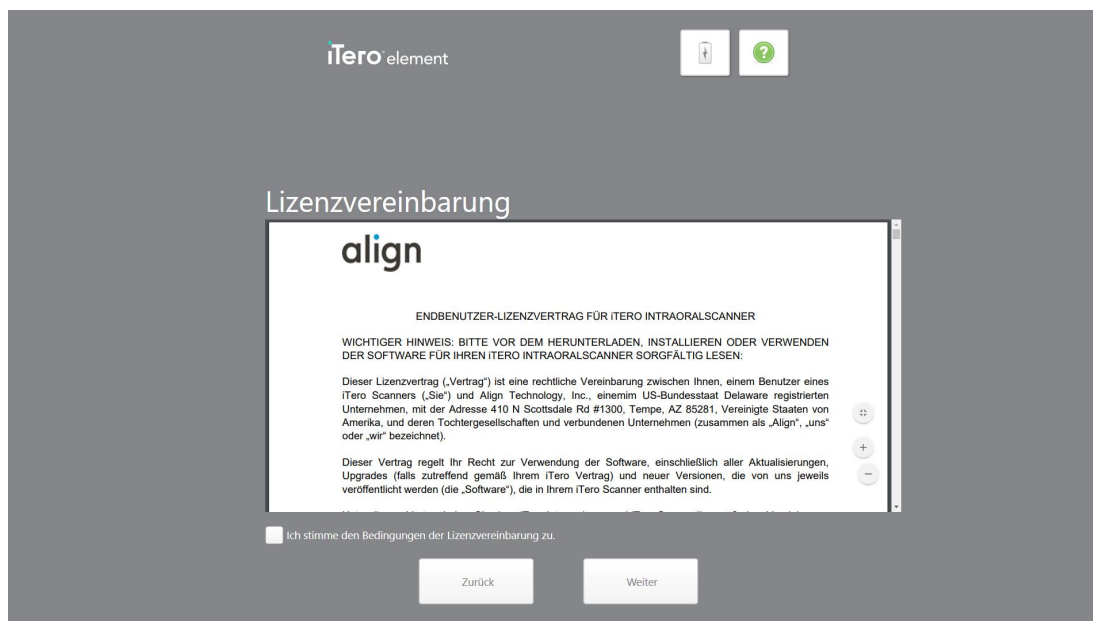 iTero element
Lizenzvereinbarung
align
ENDBENUTZER-LIZENZVERTRAG FÜR iTERO INTRAORALSCANNER
WICHTIGER HINWEIS: BITTE VOR DEM HERUNTERLADEN, INSTALLIEREN ODER VERWENDEN
DER SOFTWARE FÜR IHREN iTERO INTRAORALSCANNER SORGFÄLTIG LESEN:
Dieser Lizenzvertrag („Vertrag“) ist eine rechtliche Vereinbarung zwischen Ihnen, einem Benutzer eines
iTero Scanners („Sie“) und Align Technology, Inc., einemim US-Bundesstaat Delaware registrierten
Unternehmen, mit der Adresse 410 N Scottsdale Rd #1300, Tempe, AZ 85281, Vereinigte Staaten von
Amerika, und deren Tochtergesellschaften und verbundenen Unternehmen (zusammen als „Align“, „uns“
oder „wir“ bezeichnet).
Dieser Vertrag regelt Ihr Recht zur Verwendung der Software, einschließlich aller Aktualisierungen,
Upgrades (falls zutreffend gemäß Ihrem iTero Vertrag) und neuer Versionen, die von uns jeweils
veröffentlicht werden (die „Software“), die in Ihrem iTero Scanner enthalten sind.
Ich stimme den Bedingungen der Lizenzvereinbarung zu.
Zurück
Weiter